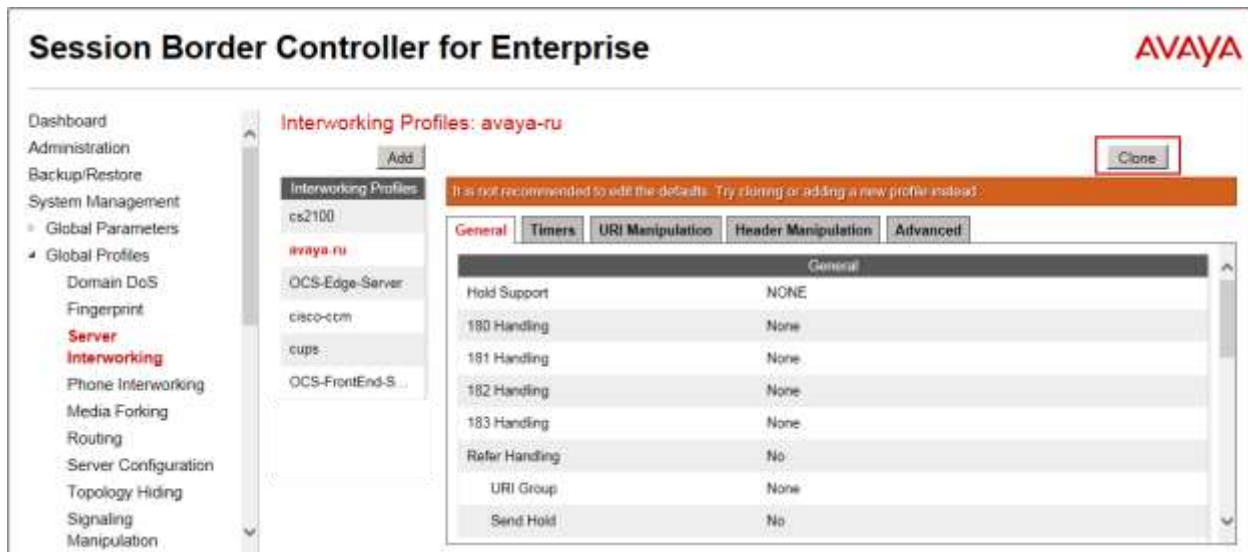 Session Border Controller for Enterprise
AVAYA
Dashboard
Administration
Backup/Restore
System Management
Global Parameters
Global Profiles
Domain DoS
Fingerprint
Server
Interworking
Phone Interworking
Media Forking
Routing
Server Configuration
Topology Hiding
Signaling
Manipulation
Interworking Profiles: avaya-ru
Add
Clone
Interworking Profiles
cs2100
avaya-ru
OCS-Edge-Server
cisco-ccm
cups
OCS-FrontEnd-S...
It is not recommended to edit the defaults. Try cloning or adding a new profile instead.
General Timers URI Manipulation Header Manipulation Advanced
General
Hold Support NONE
180 Handling None
181 Handling None
182 Handling None
183 Handling None
Refer Handling No
URI Group None
Send Hold No